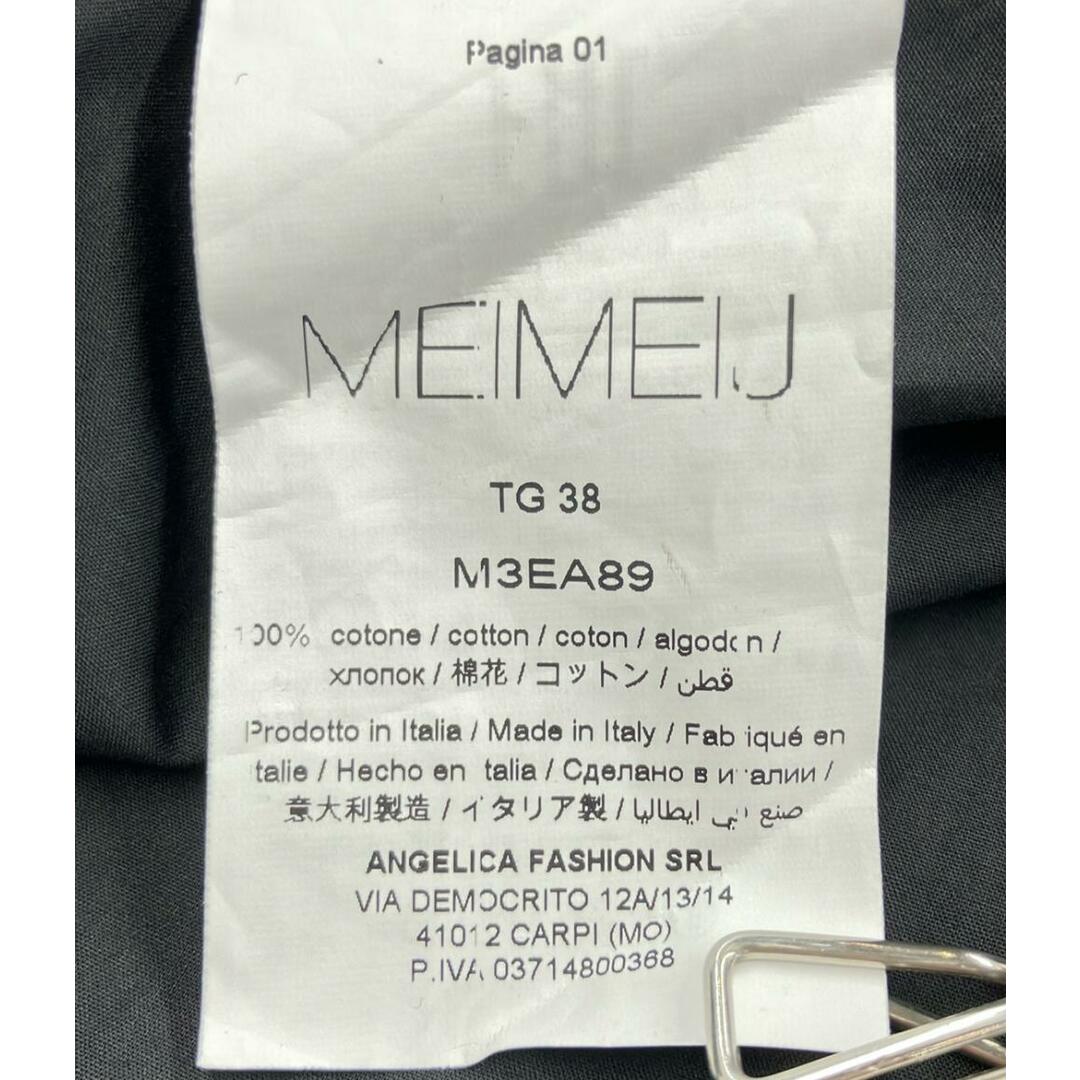 Pagina 01
MEIMEIJ
TG 38
M3EA89
100% cotone / cotton / coton / algodon /
хлопок / 棉花 / コットン / قطن
Prodotto in Italia / Made in Italy / Fabriqué en
Italie / Hecho en Italia / Сделано в италии /
意大利製造 / イタリア製 / صنع في ايطاليا
ANGELICA FASHION SRL
VIA DEMOCRITO 12A/13/14
41012 CARPI (MO)
P.IVA 03714800368